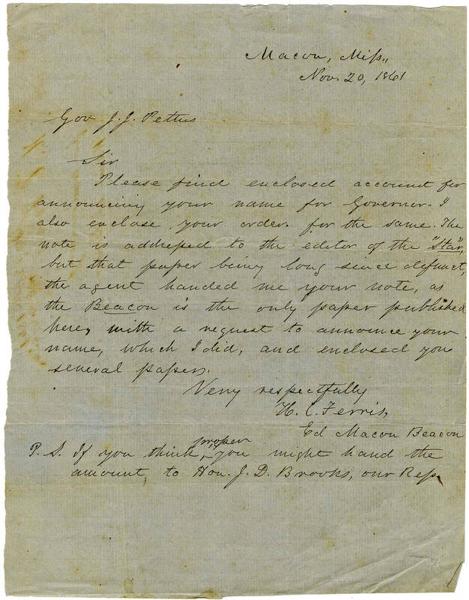 Macon, Miss.,
Nov. 20, 1861
Gov J. J. Pettus
Sir
Please find enclosed account for
announcing your name for Governor. I
also enclose your order for the same. The
note is addressed to the editor of the "Star",
but that paper being long since defunct,
the agent handed me your note, as
the Beacon is the only paper published
here, with a request to announce your
name, which I did, and enclosed you
several papers.
Very respectfully
H. C. Ferris,
Ed Macon Beacon
P. S. If you think proper, you might hand the
amount, to Hon. J. D. Brooks, our Rep.